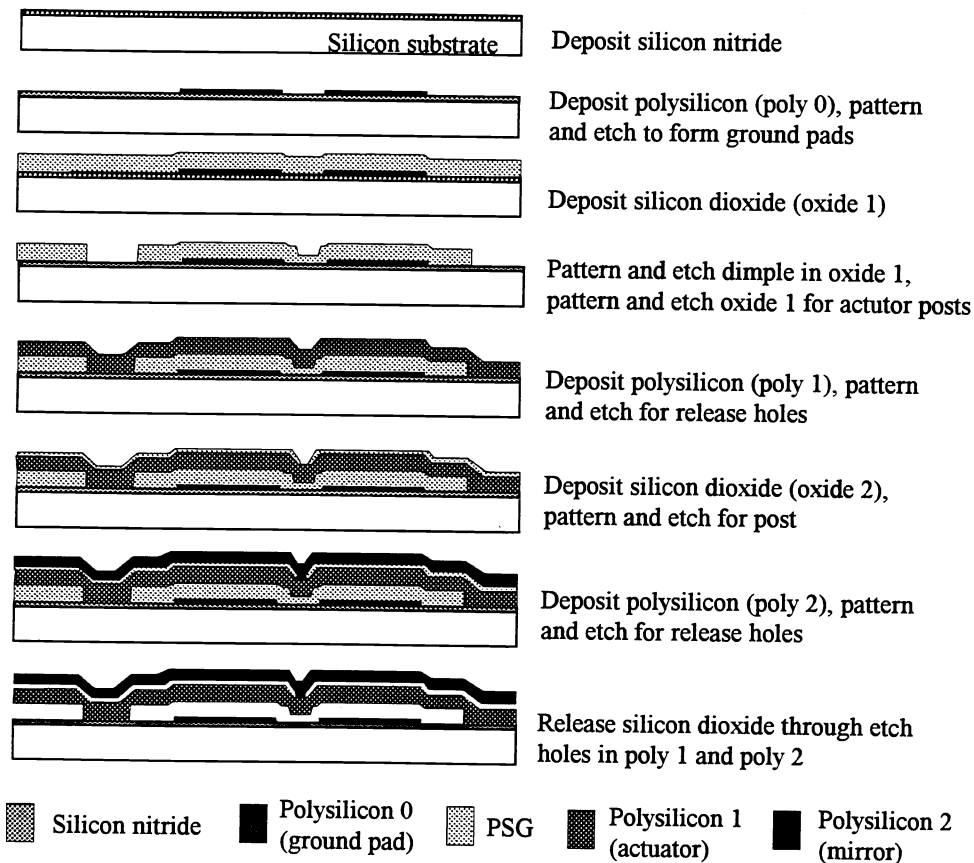 Silicon substrate
Deposit silicon nitride
Deposit polysilicon (poly 0), pattern
and etch to form ground pads
Deposit silicon dioxide (oxide 1)
Pattern and etch dimple in oxide 1,
pattern and etch oxide 1 for actutor posts
Deposit polysilicon (poly 1), pattern
and etch for release holes
Deposit silicon dioxide (oxide 2),
pattern and etch for post
Deposit polysilicon (poly 2), pattern
and etch for release holes
Release silicon dioxide through etch
holes in poly 1 and poly 2
Silicon nitride
Polysilicon 0
(ground pad)
PSG
Polysilicon 1
(actuator)
Polysilicon 2
(mirror)